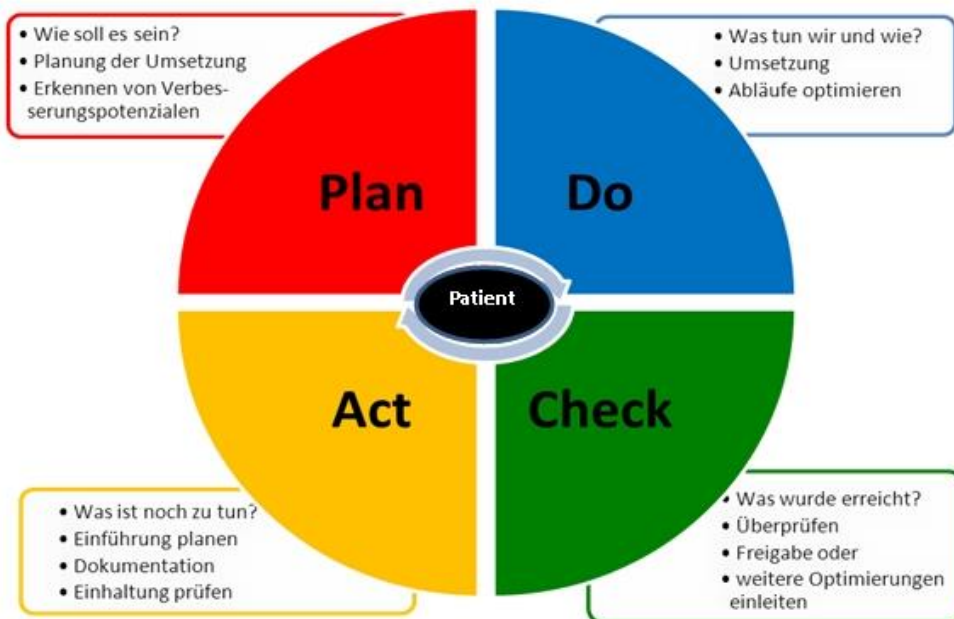 • Wie soll es sein?
• Planung der Umsetzung
• Erkennen von Verbes-
serungspotenzialen
• Was tun wir und wie?
• Umsetzung
• Abläufe optimieren
Plan
Do
Patient
Act
Check
• Was ist noch zu tun?
• Einführung planen
• Dokumentation
• Einhaltung prüfen
• Was wurde erreicht?
• Überprüfen
• Freigabe oder
• weitere Optimierungen
einleiten